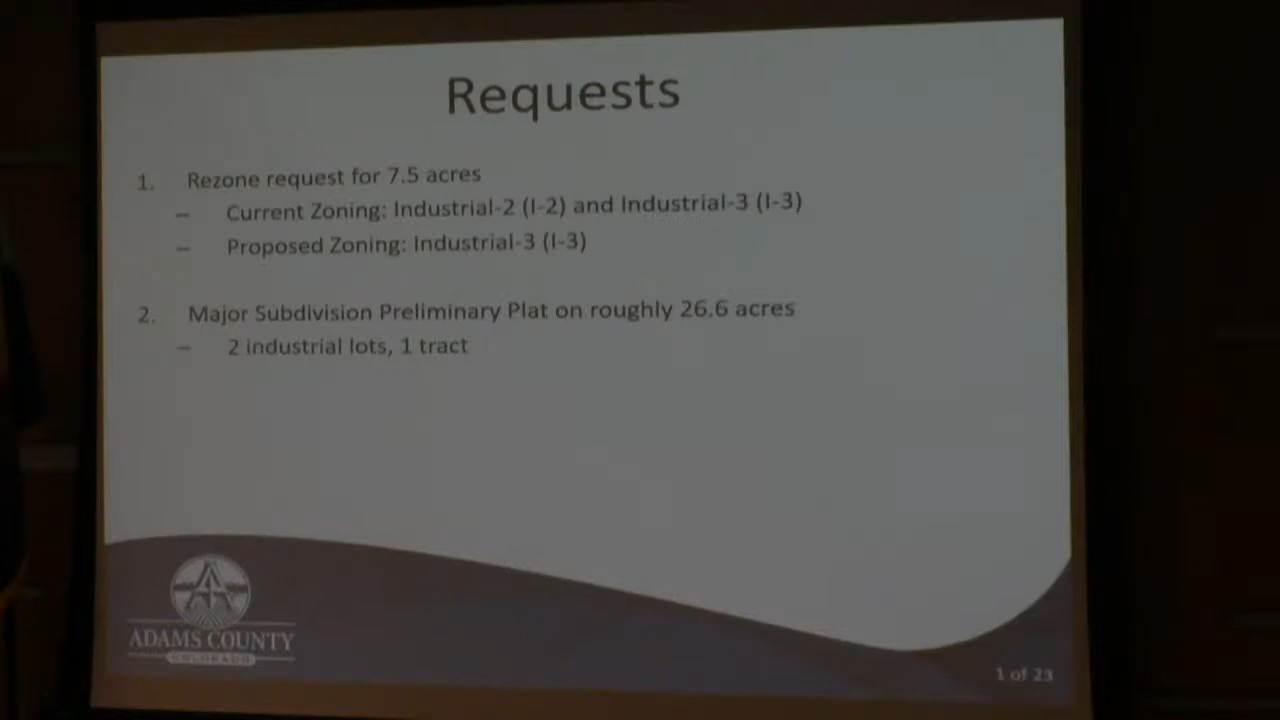 Requests
1. Rezone request for 7.5 acres
– Current Zoning: Industrial-2 (I-2) and Industrial-3 (I-3)
– Proposed Zoning: Industrial-3 (I-3)
2. Major Subdivision Preliminary Plat on roughly 26.6 acres
– 2 industrial lots, 1 tract
ADAMS COUNTY
COLORADO
1 of 23